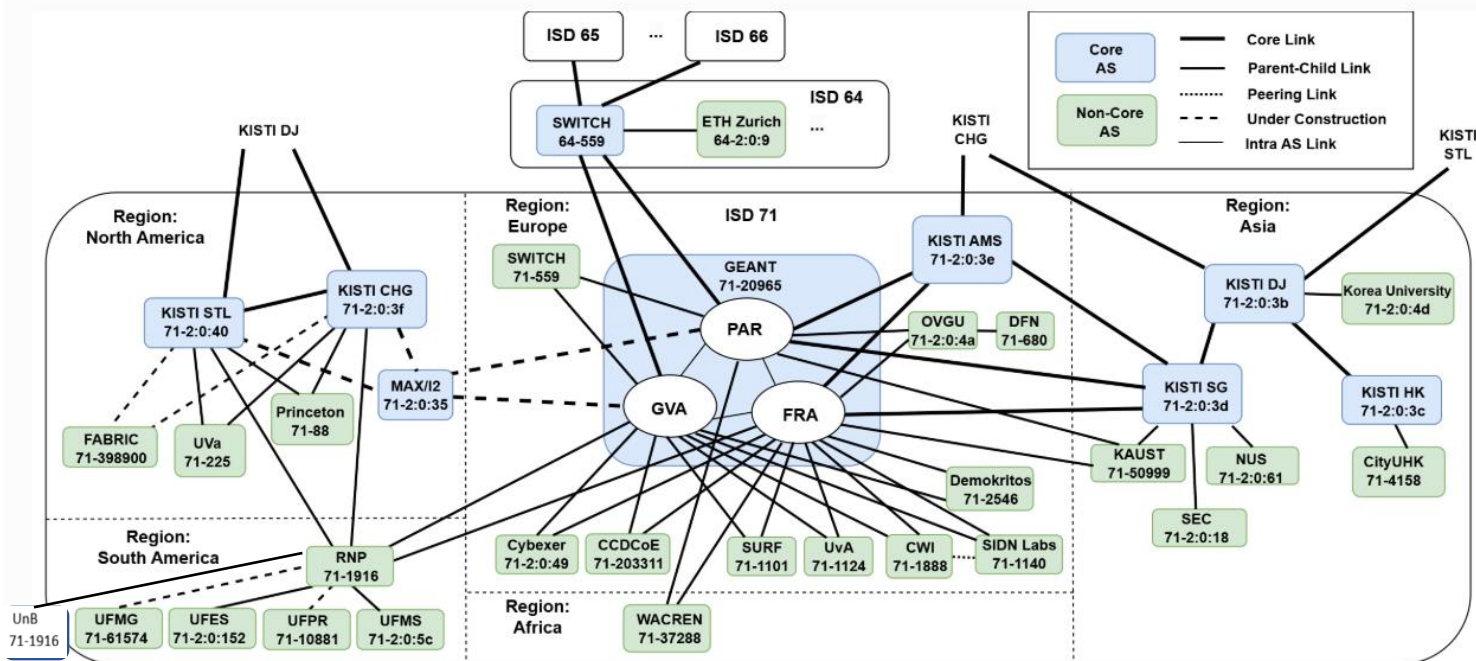 ISD 65
...
ISD 66
Core
AS
Non-Core
AS
Core Link
Parent-Child Link
Peering Link
Under Construction
Intra AS Link
ISD 64
SWITCH
64-559
ETH Zurich
64-2:0:9
...
KISTI DJ
KISTI
CHG
KISTI
STL
Region:
North America
Region:
Europe
ISD 71
Region:
Asia
SWITCH
71-559
GEANT
71-20965
KISTI AMS
71-2:0:3e
KISTI STL
71-2:0:40
KISTI CHG
71-2:0:3f
KISTI DJ
71-2:0:3b
Korea University
71-2:0:4d
PAR
OVGU
71-2:0:4a
DFN
71-680
MAX/I2
71-2:0:35
Princeton
71-88
GVA
FRA
KISTI SG
71-2:0:3d
KISTI HK
71-2:0:3c
FABRIC
71-398900
UVa
71-225
KAUST
71-50999
NUS
71-2:0:61
CityUHK
71-4158
Demokritos
71-2546
SEC
71-2:0:18
Region:
South America
RNP
71-1916
Cybexer
71-2:0:49
CCDCoE
71-203311
SURF
71-1101
UvA
71-1124
CWI
71-1888
SIDN Labs
71-1140
UnB
71-1916
UFMG
71-61574
UFES
71-2:0:152
UFPR
71-10881
UFMS
71-2:0:5c
Region:
Africa
WACREN
71-37288